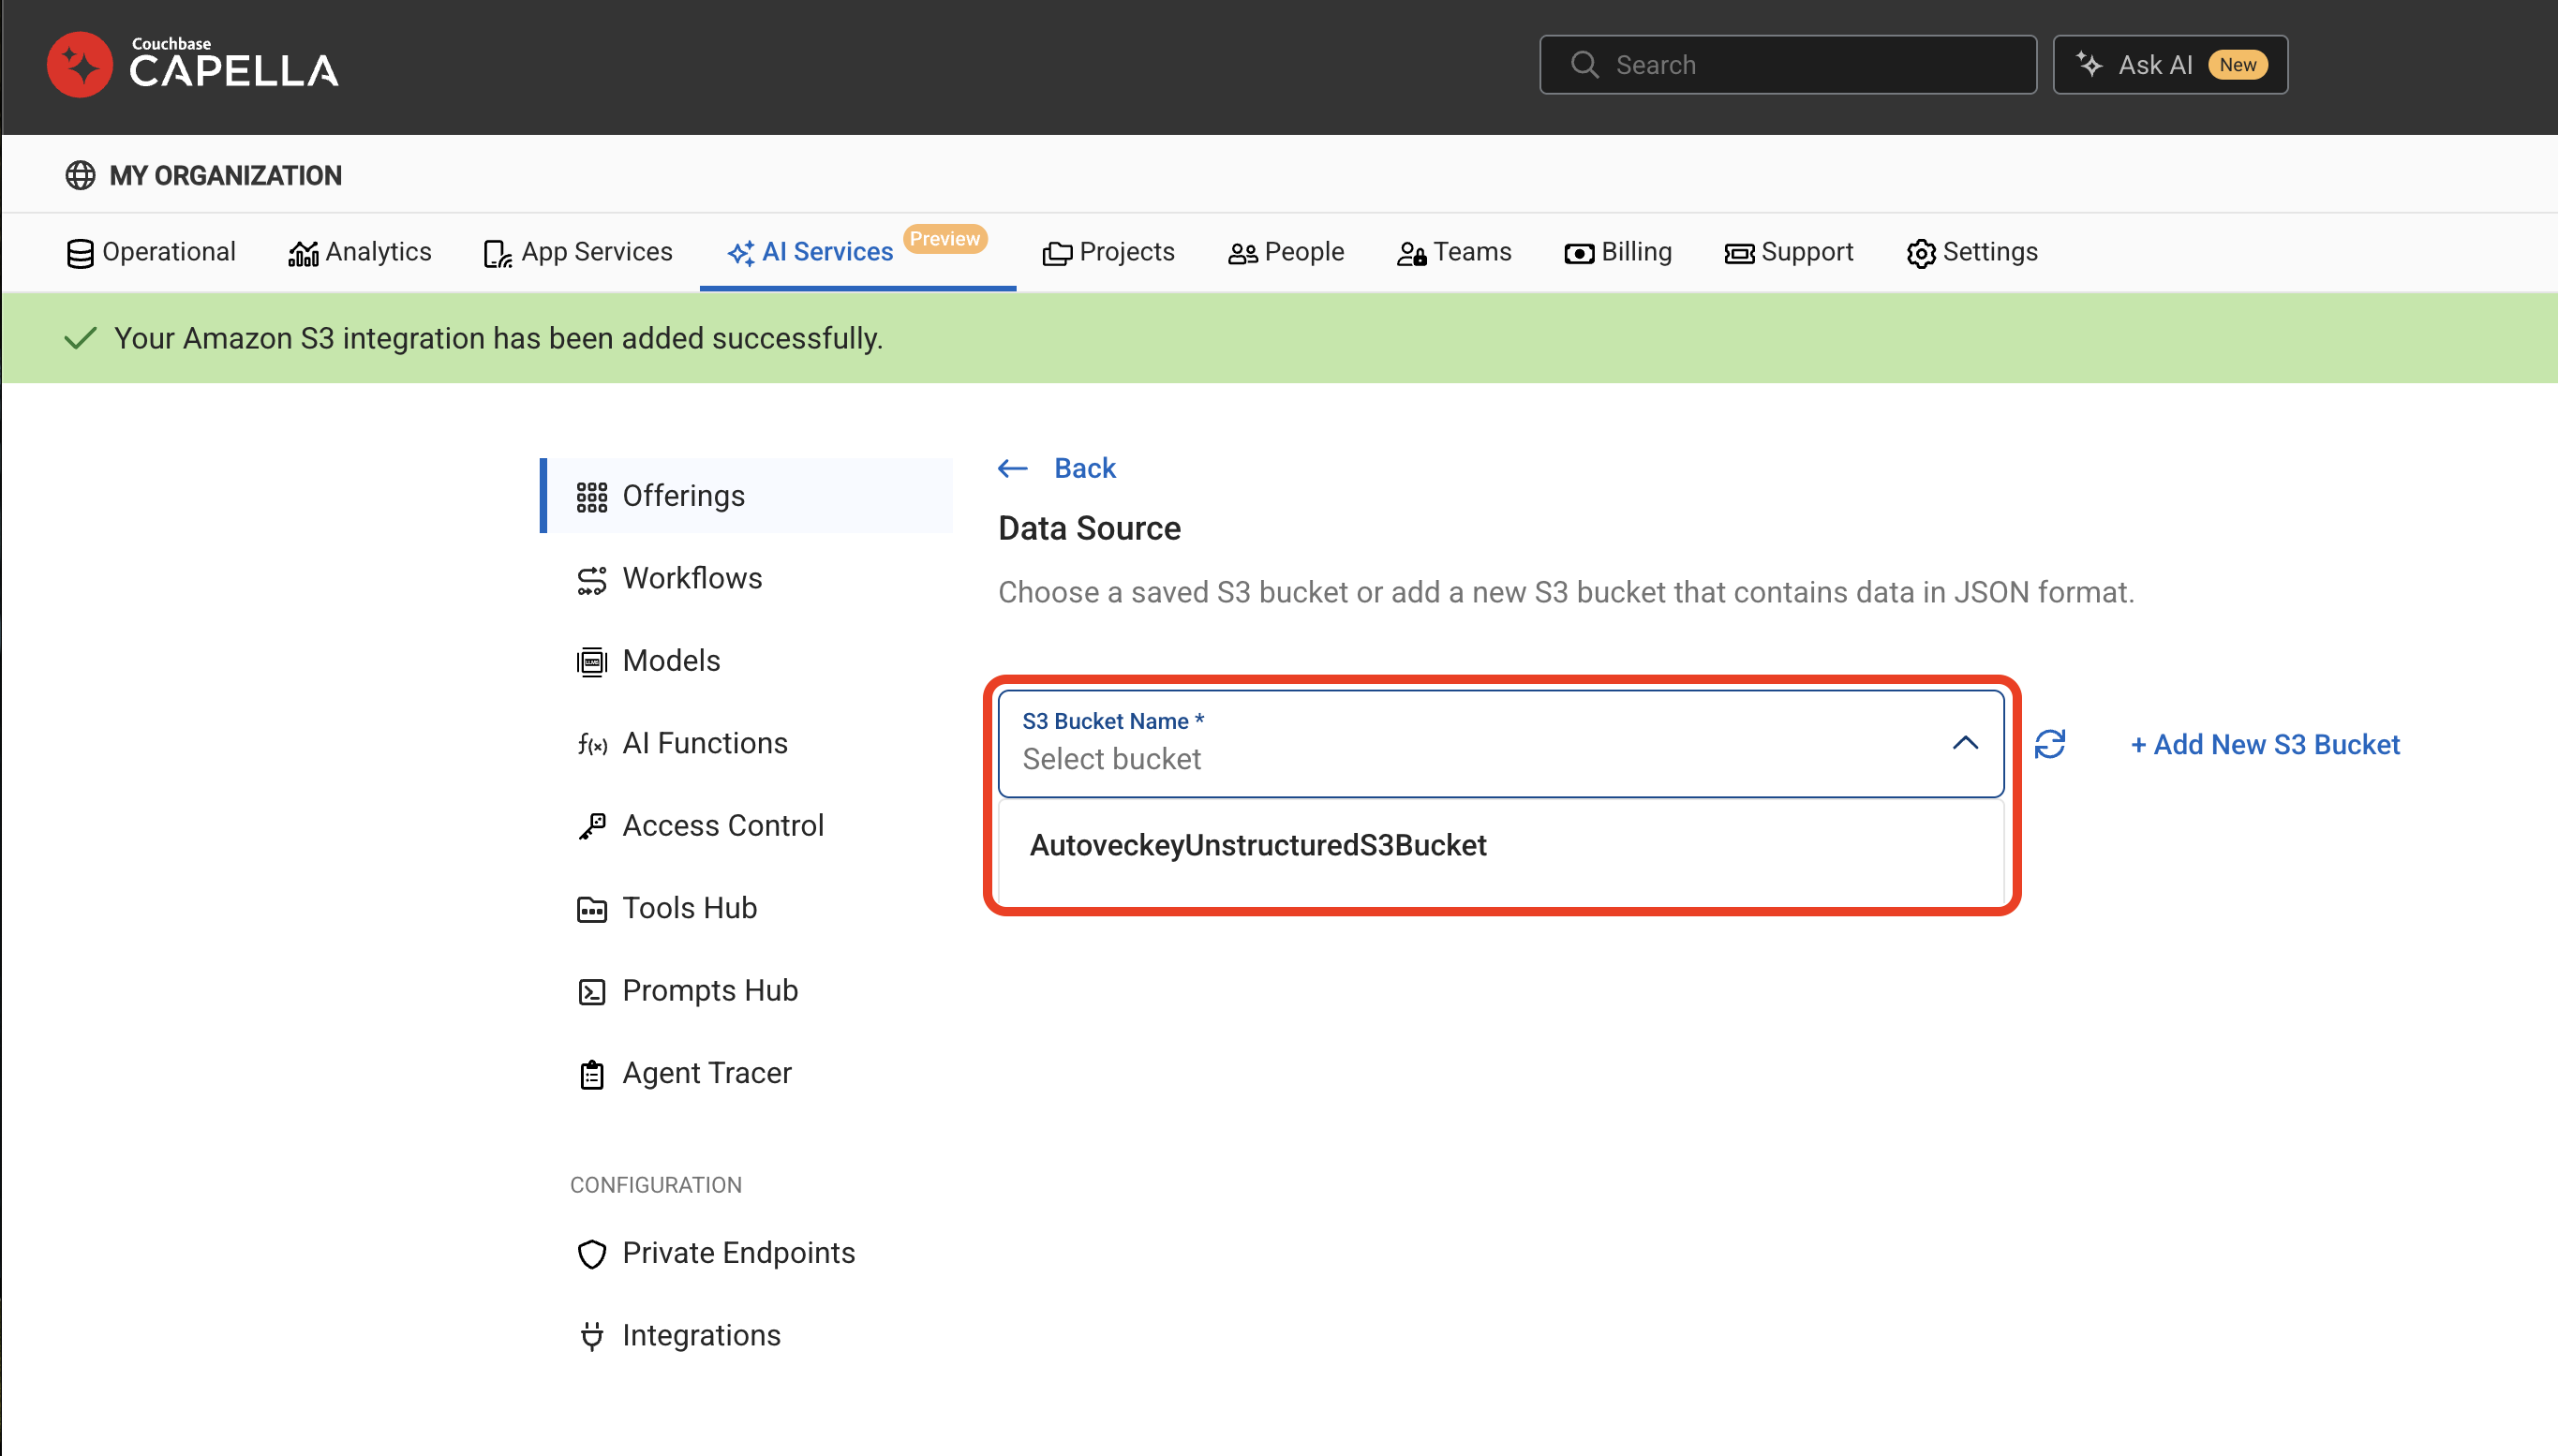 Couchbase
CAPELLA
Search
Ask AI New
MY ORGANIZATION
Operational Analytics App Services AI Services Preview Projects People Teams Billing Support Settings
Your Amazon S3 integration has been added successfully.
Offerings
Workflows
Models
AI Functions
Access Control
Tools Hub
Prompts Hub
Agent Tracer
CONFIGURATION
Private Endpoints
Integrations
Back
Data Source
Choose a saved S3 bucket or add a new S3 bucket that contains data in JSON format.
S3 Bucket Name *
Select bucket
+ Add New S3 Bucket
AutoveckeyUnstructuredS3Bucket